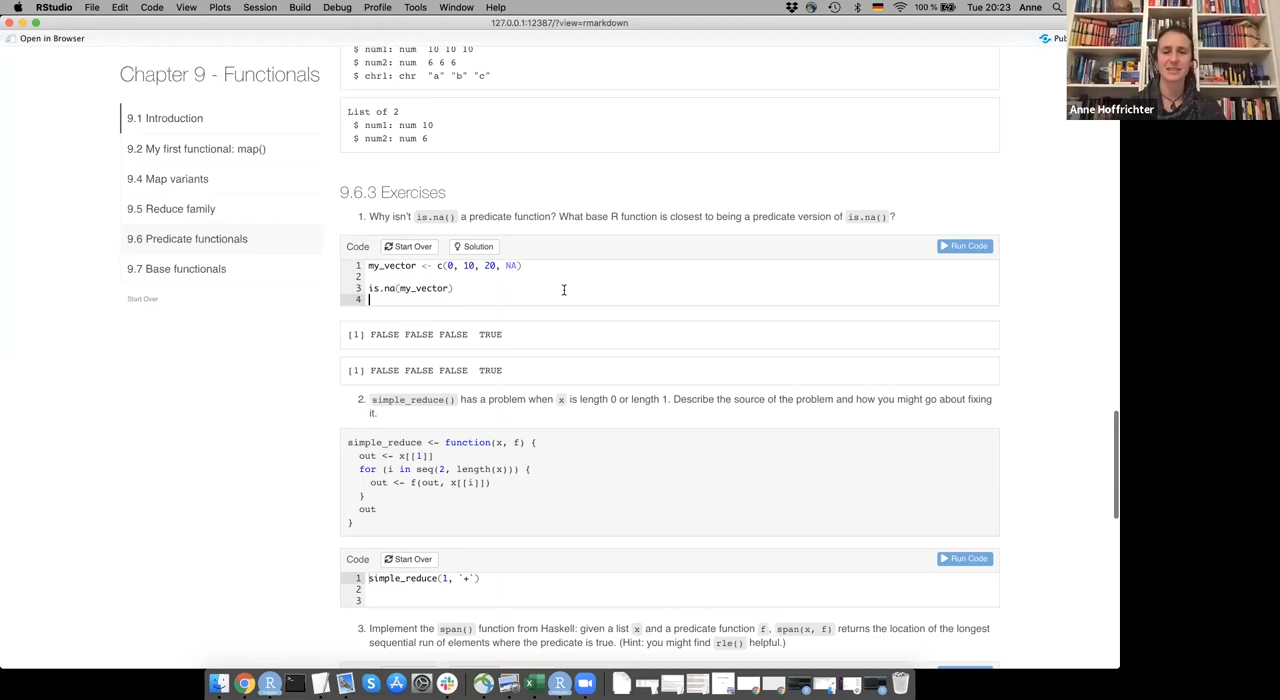 RStudio File Edit Code View Plots Session Build Debug Profile Tools Window Help 100 % Tue 20:23 Anne
127.0.0.1:12387/?view=rmarkdown
Open in Browser
Chapter 9 - Functionals
9.1 Introduction
9.2 My first functional: map()
9.4 Map variants
9.5 Reduce family
9.6 Predicate functionals
9.7 Base functionals
Start Over
$ num1: num 10 10 10
$ num2: num 6 6 6
$ chr1: chr "a" "b" "c"
List of 2
$ num1: num 10
$ num2: num 6
9.6.3 Exercises
1. Why isn't is.na() a predicate function? What base R function is closest to being a predicate version of is.na()?
Code Start Over Solution Run Code
1 my_vector <- c(0, 10, 20, NA)
2
3 is.na(my_vector)
4
[1] FALSE FALSE FALSE TRUE
[1] FALSE FALSE FALSE TRUE
2. simple_reduce() has a problem when x is length 0 or length 1. Describe the source of the problem and how you might go about fixing
it.
simple_reduce <- function(x, f) {
out <- x[[1]]
for (i in seq(2, length(x))) {
out <- f(out, x[[i]])
}
out
}
Code Start Over Run Code
1 simple_reduce(1, `+`)
2
3
3. Implement the span() function from Haskell: given a list x and a predicate function f, span(x, f) returns the location of the longest
sequential run of elements where the predicate is true. (Hint: you might find rle() helpful.)
Anne Hoffrichter